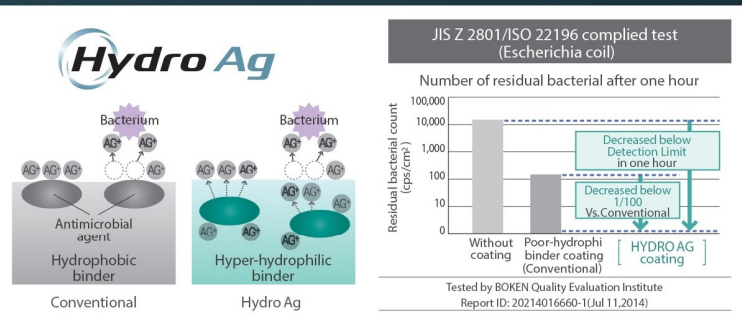 Hydro Ag
Bacterium
AG+ AG+
AG+ AG+ AG+
Antimicrobial
agent
Hydrophobic
binder
Conventional
Bacterium
AG+ AG+
AG+ AG+ AG+
AG+ AG+
AG+ AG+ AG+ AG+
Hyper-hydrophilic
binder
Hydro Ag
JIS Z 2801/ISO 22196 complied test
(Escherichia coil)
Number of residual bacterial after one hour
Residual bacterial count
(cps/cm²)
100,000
10,000
1,000
100
10
0
Decreased below
Detection Limit
in one hour
Decreased below
1/100
Vs.Conventional
Without
coating
Poor-hydrophi
binder coating
(Conventional)
[ HYDRO AG
coating ]
Tested by BOKEN Quality Evaluation Institute
Report ID: 20214016660-1(Jul 11,2014)